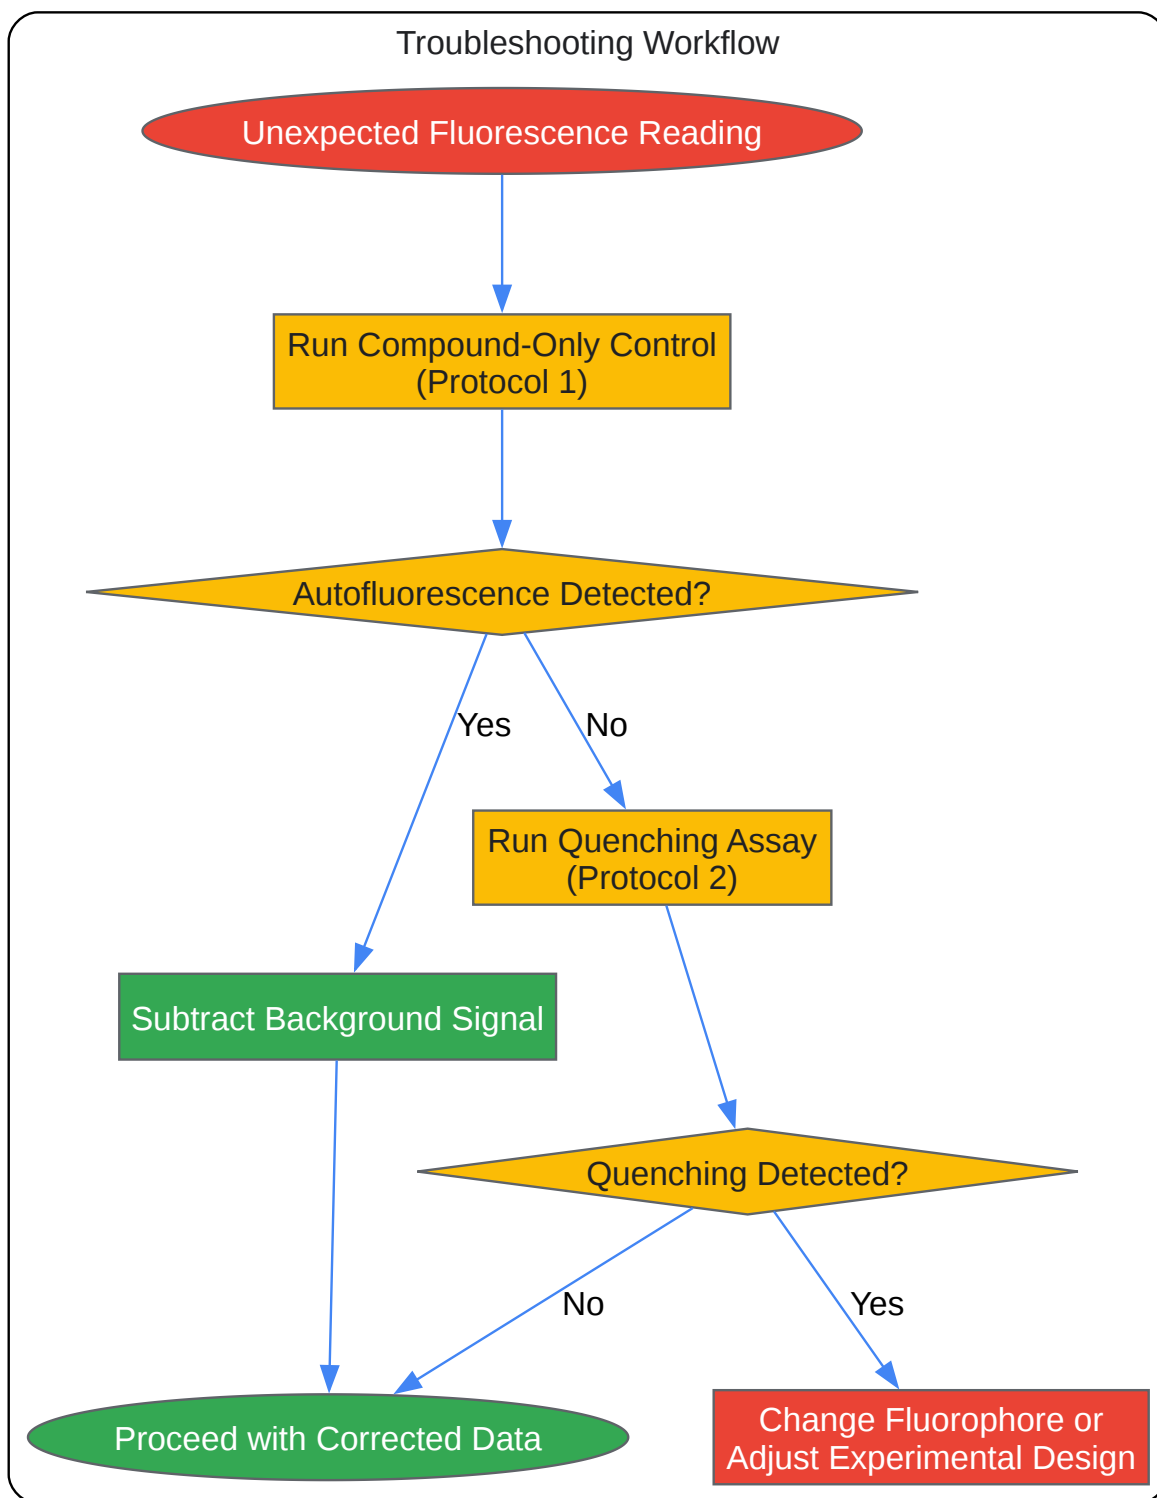 Troubleshooting Workflow
Unexpected Fluorescence Reading
Run Compound-Only Control
(Protocol 1)
Autofluorescence Detected?
Yes
No
Run Quenching Assay
(Protocol 2)
Subtract Background Signal
Quenching Detected?
No
Yes
Proceed with Corrected Data
Change Fluorophore or
Adjust Experimental Design